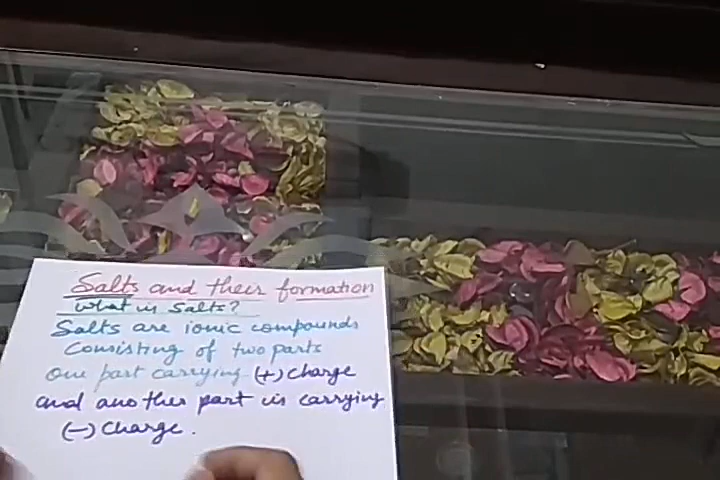 Salts and their formation
What is Salts?
Salts are ionic compounds
Consisting of two parts
One part carrying (+) charge
and another part is carrying
(-) charge.